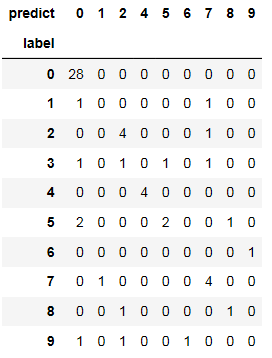 predict 0 1 2 4 5 6 7 8 9
label
0 28 0 0 0 0 0 0 0 0
1 1 0 0 0 0 0 1 0 0
2 0 0 4 0 0 0 1 0 0
3 1 0 1 0 1 0 1 0 0
4 0 0 0 4 0 0 0 0 0
5 2 0 0 0 2 0 0 1 0
6 0 0 0 0 0 0 0 0 1
7 0 1 0 0 0 0 4 0 0
8 0 0 1 0 0 0 0 1 0
9 1 0 1 0 0 1 0 0 0